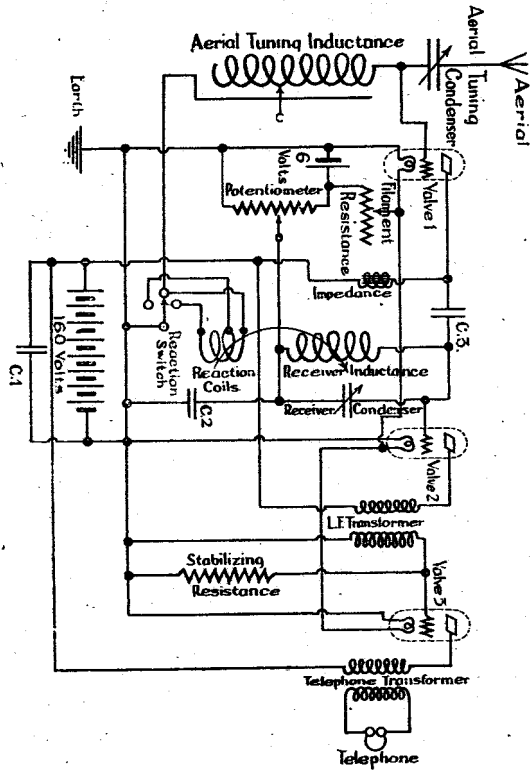 Aerial
Aerial Tuning
Condenser
Aerial Tuning Inductance
Earth
6
Volts
Potentiometer
Filament
Resistance
Valve 1
Impedance
C.3.
160 Volts
C.1
Reaction
Switch
Reaction
Coils
Receiver Inductance
C.2
Receiver Condenser
Valve 2
L.F. Transformer
Stabilizing
Resistance
Valve 3
Telephone Transformer
Telephone